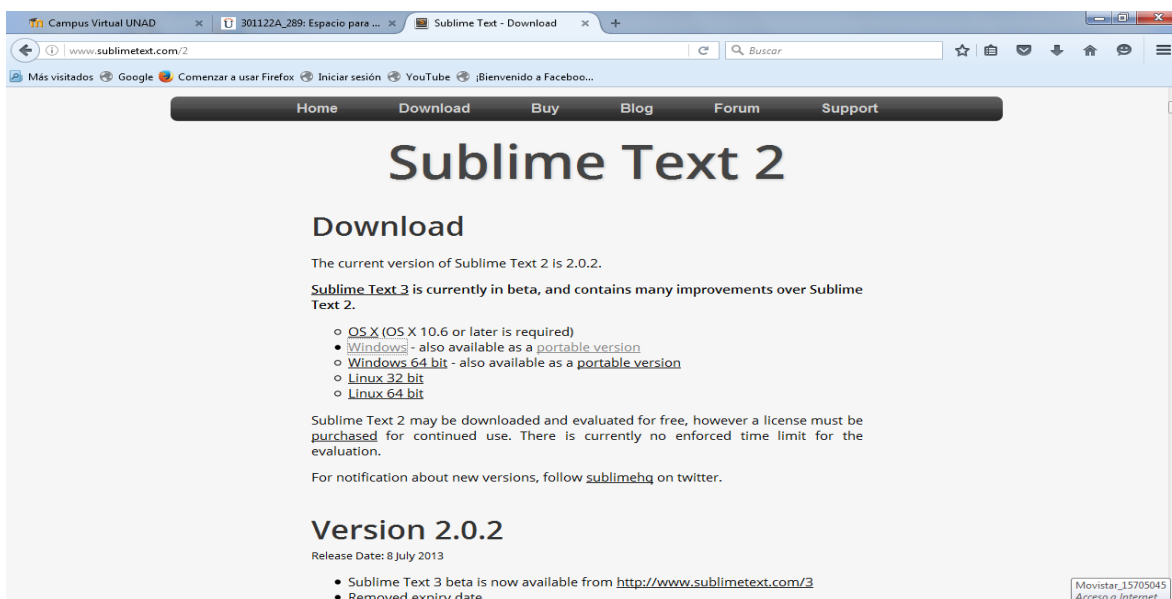 Campus Virtual UNAD
301122A_289: Espacio para ...
Sublime Text - Download
www.sublimetext.com/2
Buscar
Más visitados Google Comenzar a usar Firefox Iniciar sesión YouTube ¡Bienvenido a Faceboo...
Home Download Buy Blog Forum Support
Sublime Text 2
Download
The current version of Sublime Text 2 is 2.0.2.
Sublime Text 3 is currently in beta, and contains many improvements over Sublime
Text 2.
OS X (OS X 10.6 or later is required)
Windows - also available as a portable version
Windows 64 bit - also available as a portable version
Linux 32 bit
Linux 64 bit
Sublime Text 2 may be downloaded and evaluated for free, however a license must be
purchased for continued use. There is currently no enforced time limit for the
evaluation.
For notification about new versions, follow sublimehq on twitter.
Version 2.0.2
Release Date: 8 July 2013
Sublime Text 3 beta is now available from http://www.sublimetext.com/3
Removed expiry date
Movistar_15705045
Acceso a Internet